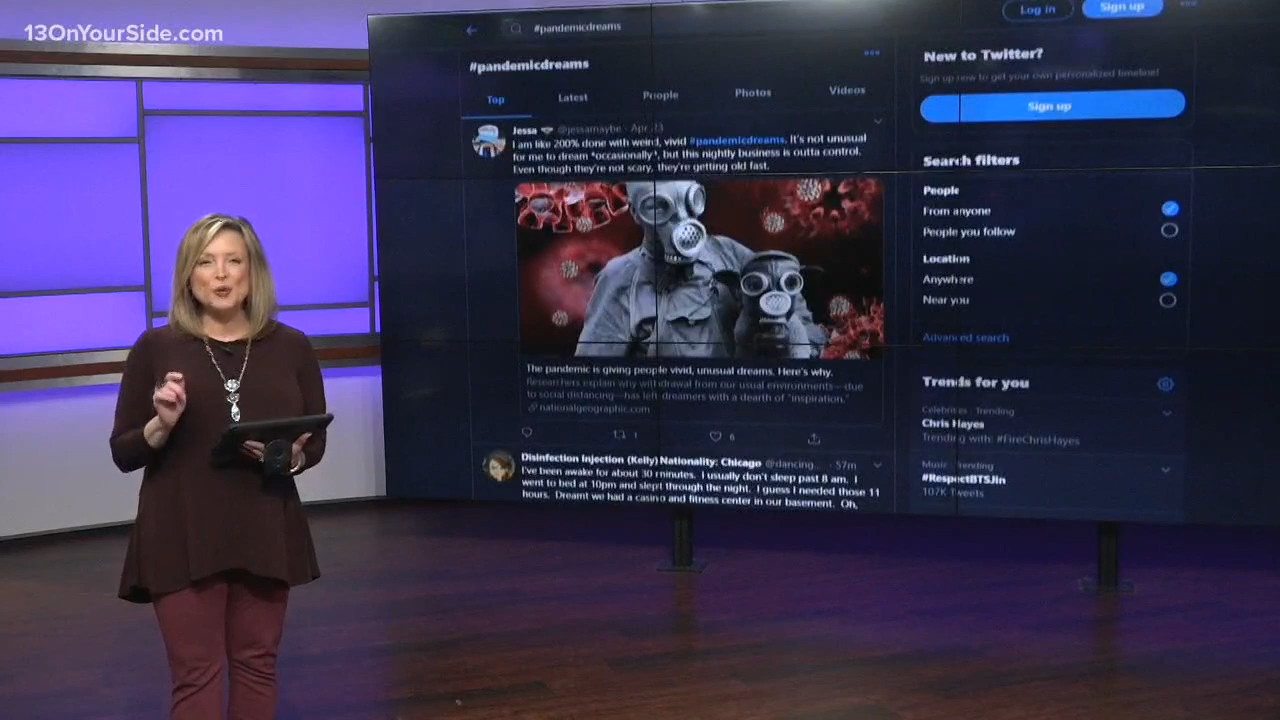 13OnYourSide.com
#pandemicdreams
Log in
Sign up
#pandemicdreams
Top
Latest
People
Photos
Videos
Jessa @jessamaybe · Apr 23
I am like 200% done with weird, vivid #pandemicdreams. It's not unusual
for me to dream *occasionally*, but this nightly business is outta control.
Even though they're not scary, they're getting old fast.
The pandemic is giving people vivid, unusual dreams. Here's why.
Researchers explain why withdrawal from our usual environments—due
to social distancing—has left dreamers with a dearth of "inspiration."
nationalgeographic.com
1
6
Disinfection Injection (Kelly) Nationality: Chicago @dancing... · 57m
I've been awake for about 30 minutes. I usually don't sleep past 8 am. I
went to bed at 10pm and slept through the night. I guess I needed those 11
hours. Dreamt we had a casino and fitness center in our basement. Oh,
New to Twitter?
Sign up now to get your own personalized timeline!
Sign up
Search filters
People
From anyone
People you follow
Location
Anywhere
Near you
Advanced search
Trends for you
Celebrities · Trending
Chris Hayes
Trending with: #FireChrisHayes
Music · Trending
#RespectBTSJin
107K Tweets